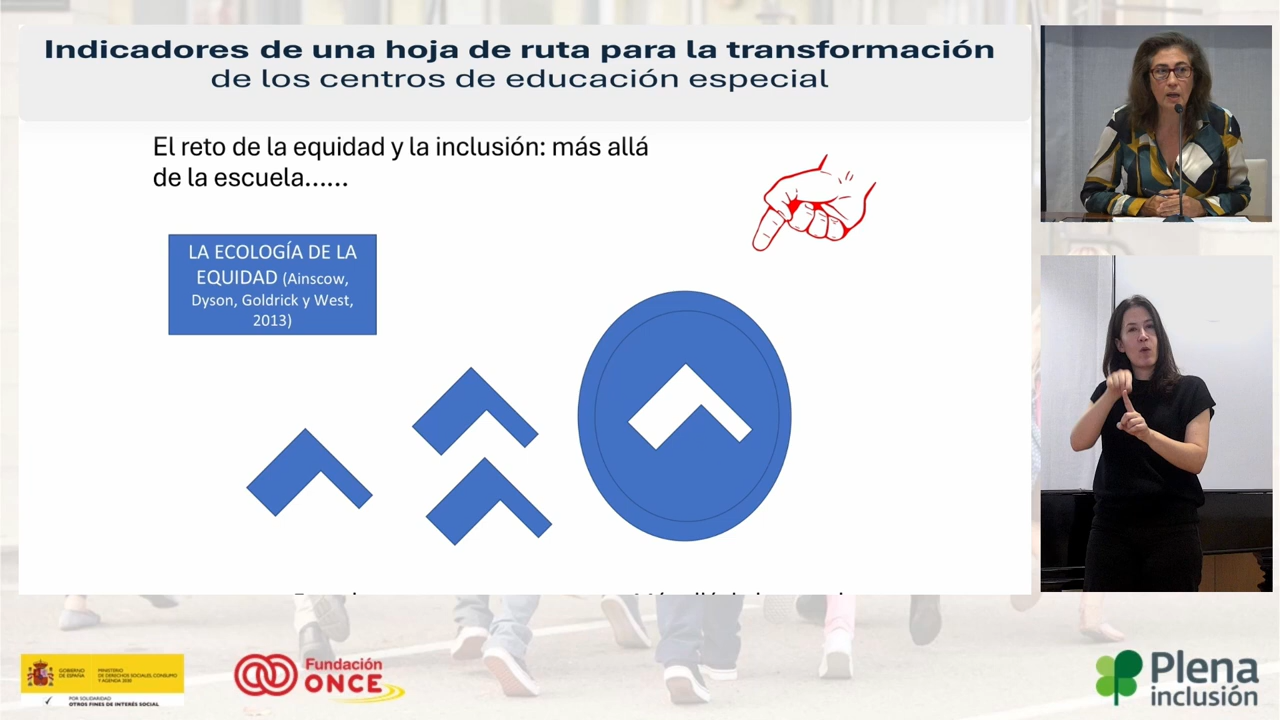 Indicadores de una hoja de ruta para la transformación
de los centros de educación especial
El reto de la equidad y la inclusión: más allá
de la escuela......
LA ECOLOGÍA DE LA
EQUIDAD (Ainscow,
Dyson, Goldrick y West,
2013)
GOBIERNO
DE ESPAÑA
MINISTERIO
DE DERECHOS SOCIALES, CONSUMO
Y AGENDA 2030
POR SOLIDARIDAD
OTROS FINES DE INTERÉS SOCIAL
Fundación
ONCE
Plena
inclusión